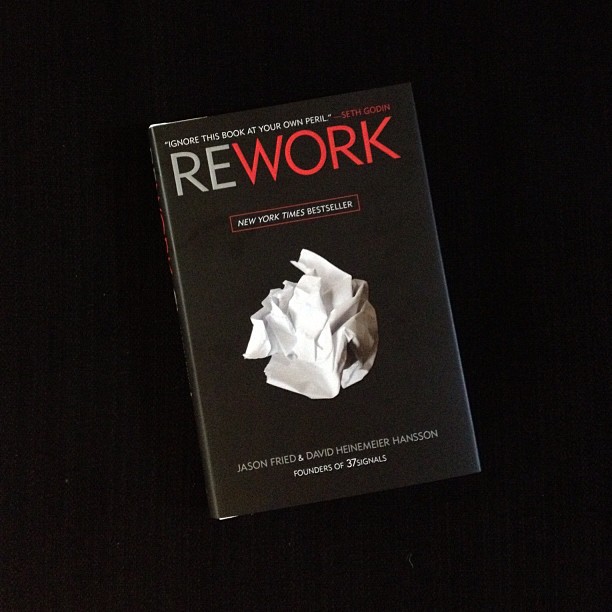 "IGNORE THIS BOOK AT YOUR OWN PERIL." —SETH GODIN
REWORK
NEW YORK TIMES BESTSELLER
JASON FRIED & DAVID HEINEMEIER HANSSON
FOUNDERS OF 37SIGNALS